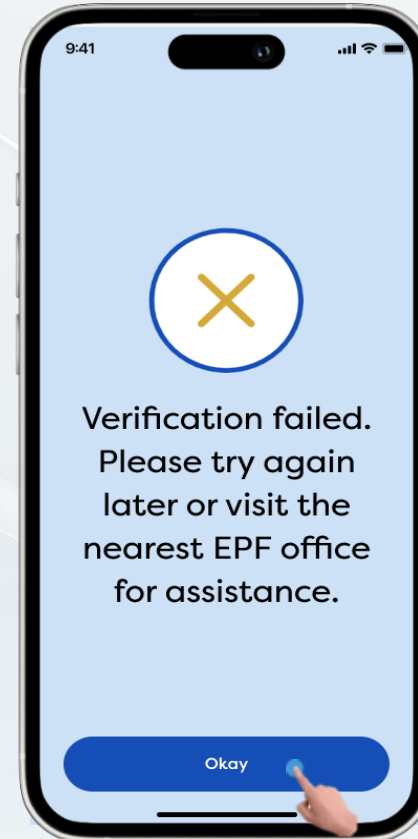 9:41
Verification failed.
Please try again
later or visit the
nearest EPF office
for assistance.
Okay